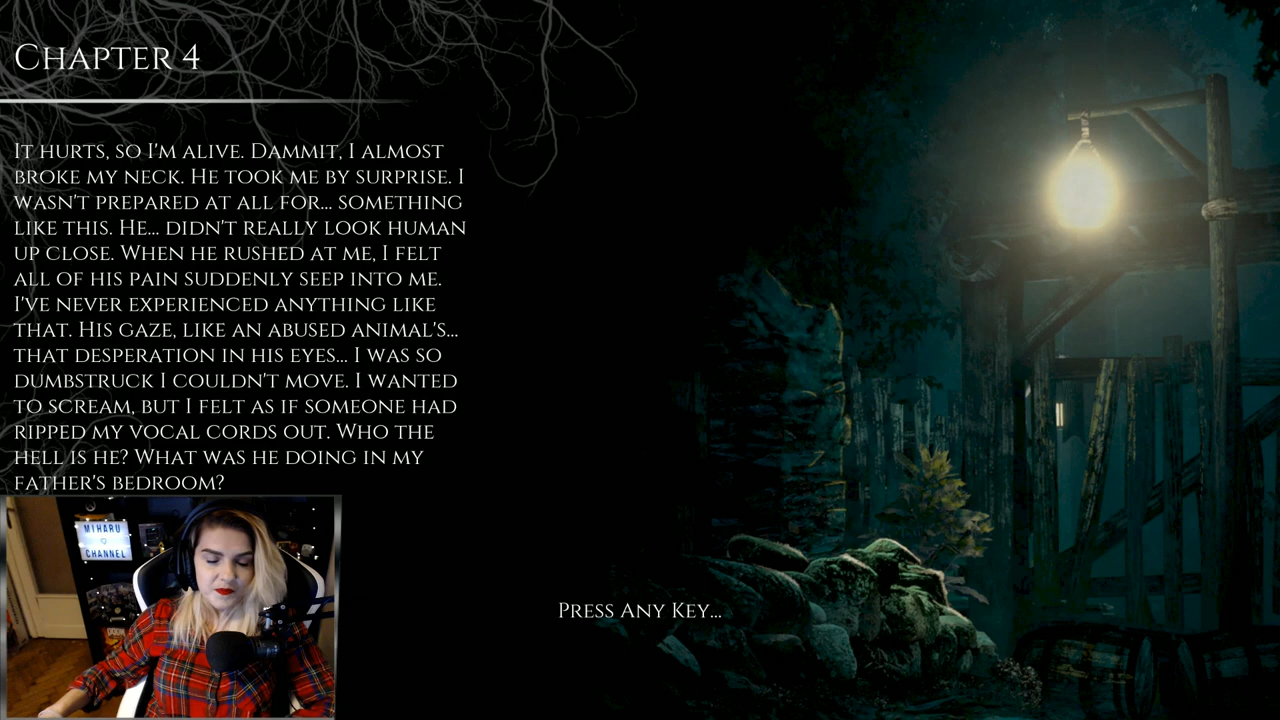 Chapter 4
It hurts, so I'm alive. Dammit, I almost
broke my neck. He took me by surprise. I
wasn't prepared at all for... something
like this. He... didn't really look human
up close. When he rushed at me, I felt
all of his pain suddenly seep into me.
I've never experienced anything like
that. His gaze, like an abused animal's...
that desperation in his eyes... I was so
dumbstruck I couldn't move. I wanted
to scream, but I felt as if someone had
ripped my vocal cords out. Who the
hell is he? What was he doing in my
father's bedroom?
MIHARU
CHANNEL
Press Any Key...